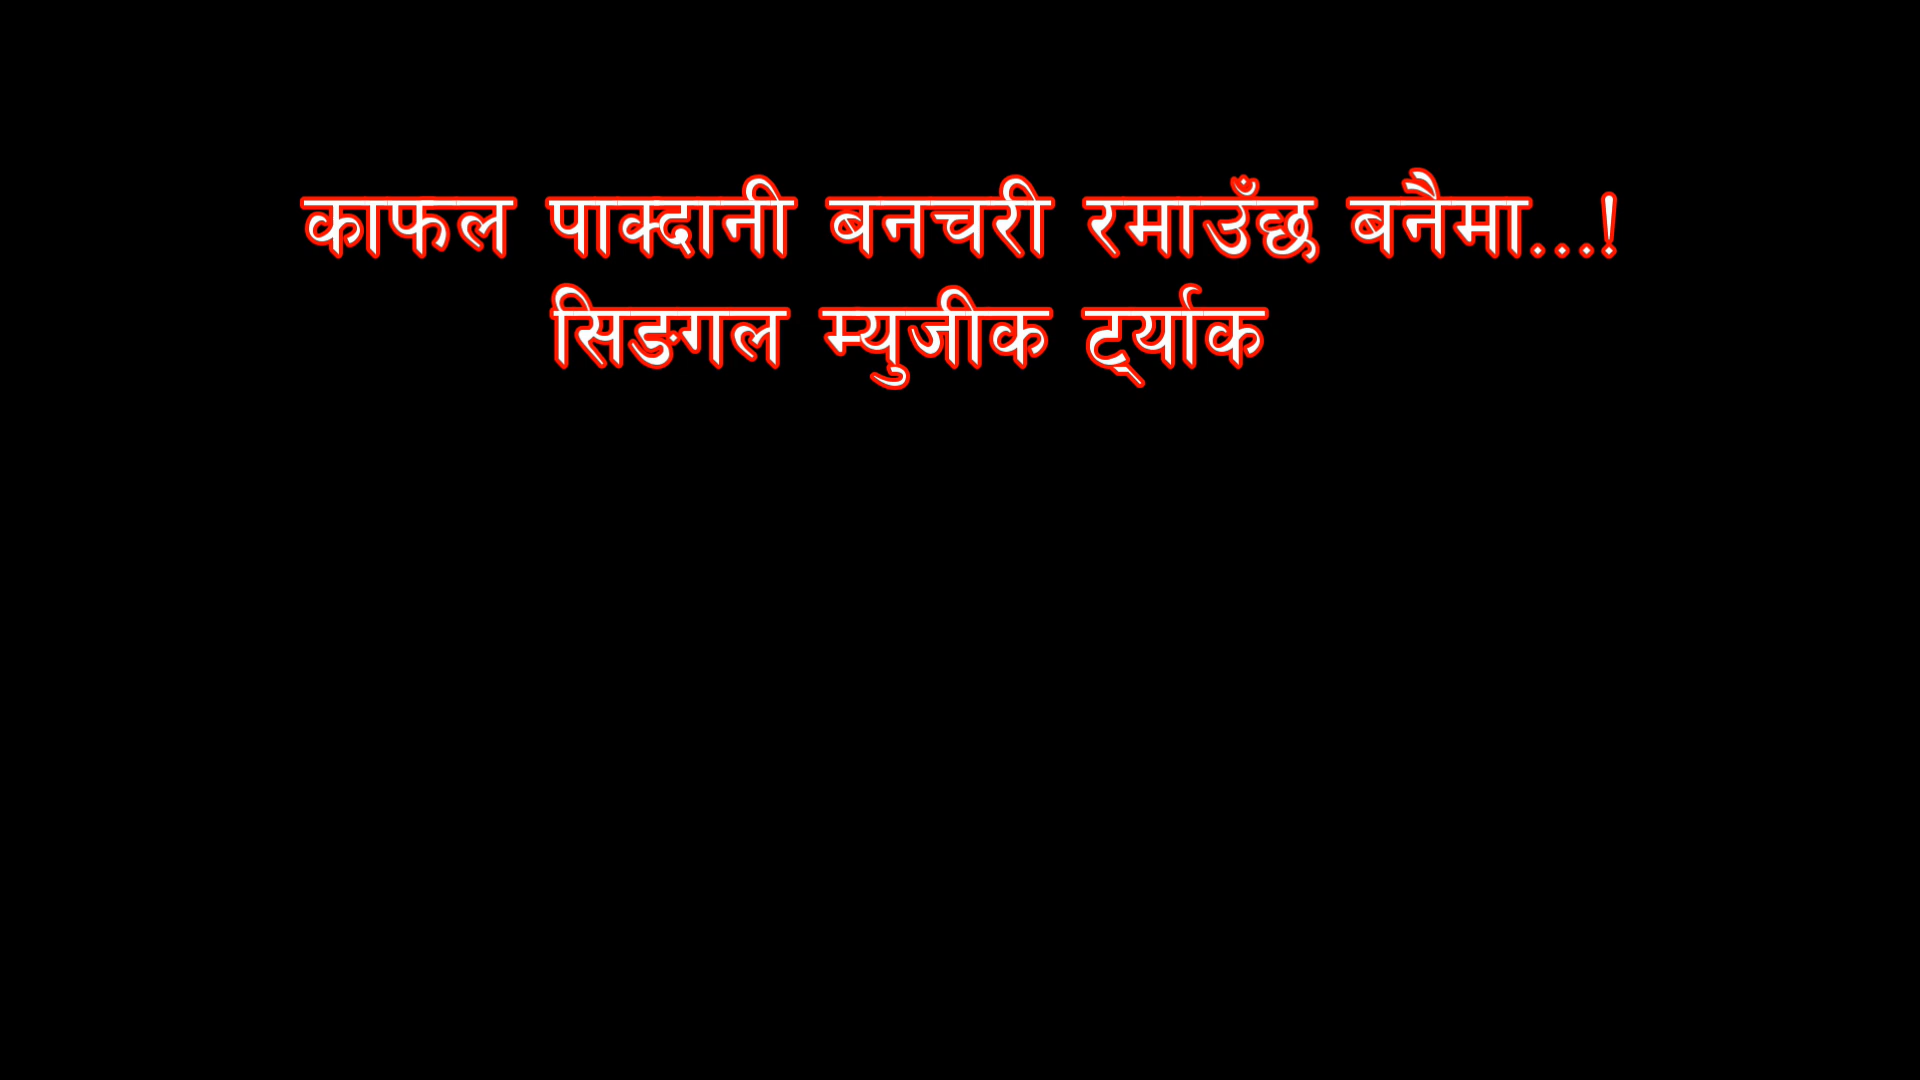 काफल पाक्दानी बनचरी रमाउँछ बनैमा...!
सिङगल म्युजीक ट्र्याक